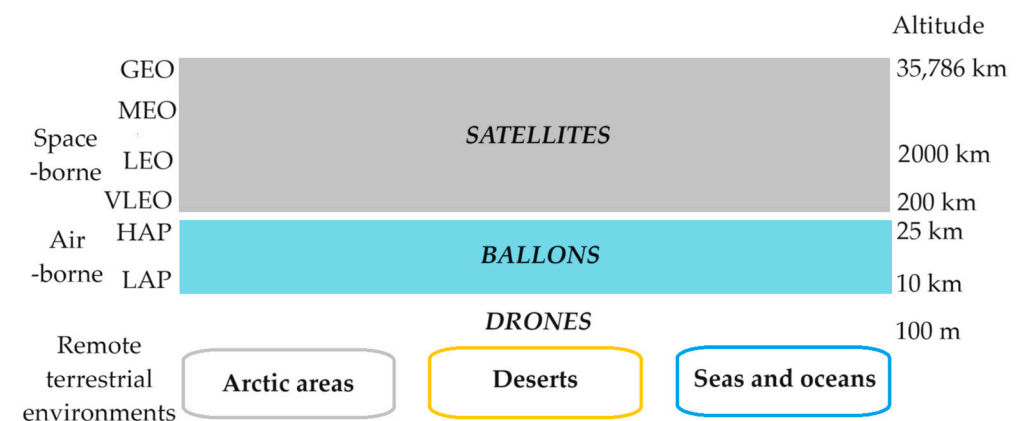 Altitude
GEO 35,786 km
MEO
Space
-borne
SATELLITES
LEO 2000 km
VLEO 200 km
Air
-borne
HAP 25 km
BALLONS
LAP 10 km
DRONES 100 m
Remote
terrestrial
environments
Arctic areas Deserts Seas and oceans